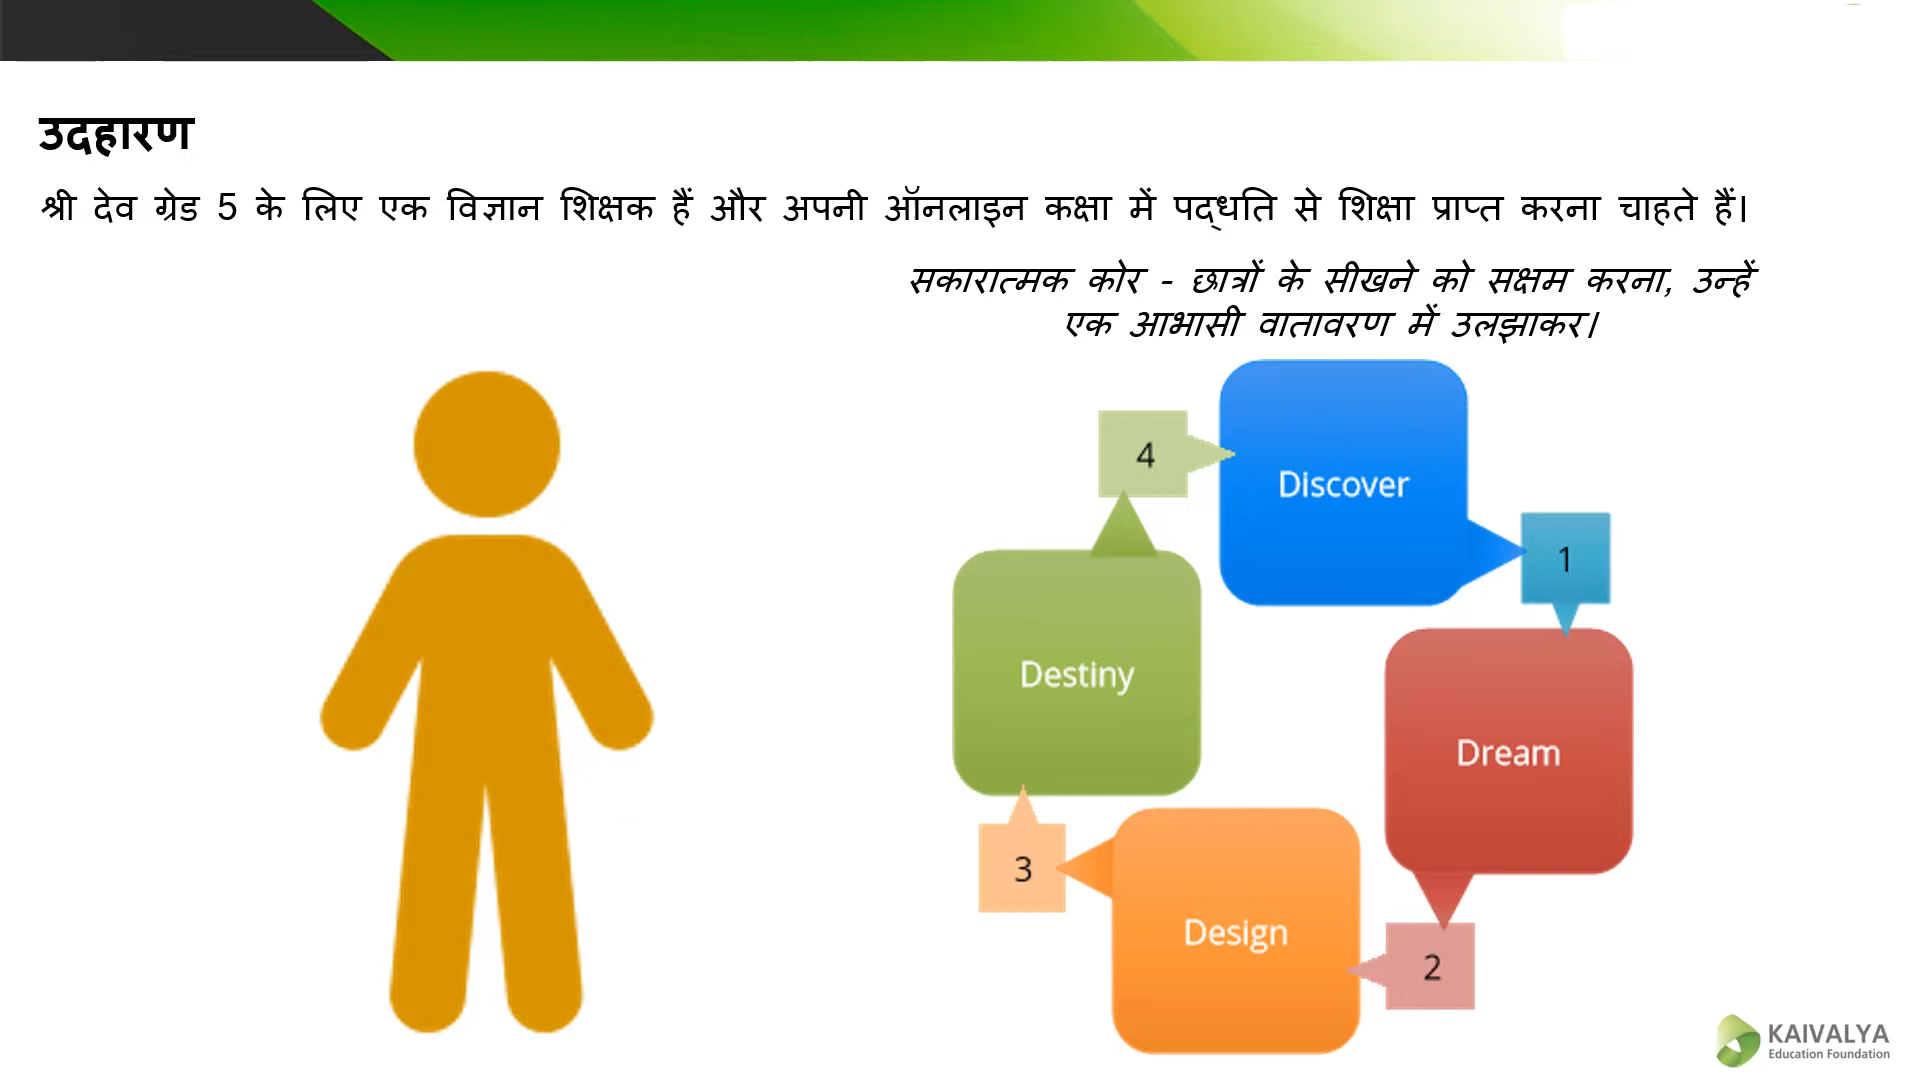 उदहारण
श्री देव ग्रेड 5 के लिए एक विज्ञान शिक्षक हैं और अपनी ऑनलाइन कक्षा में पद्धति से शिक्षा प्राप्त करना चाहते हैं।
सकारात्मक कोर - छात्रों के सीखने को सक्षम करना, उन्हें
एक आभासी वातावरण में उलझाकर।
4
Discover
1
Destiny
Dream
3
Design
2
KAIVALYA
Education Foundation